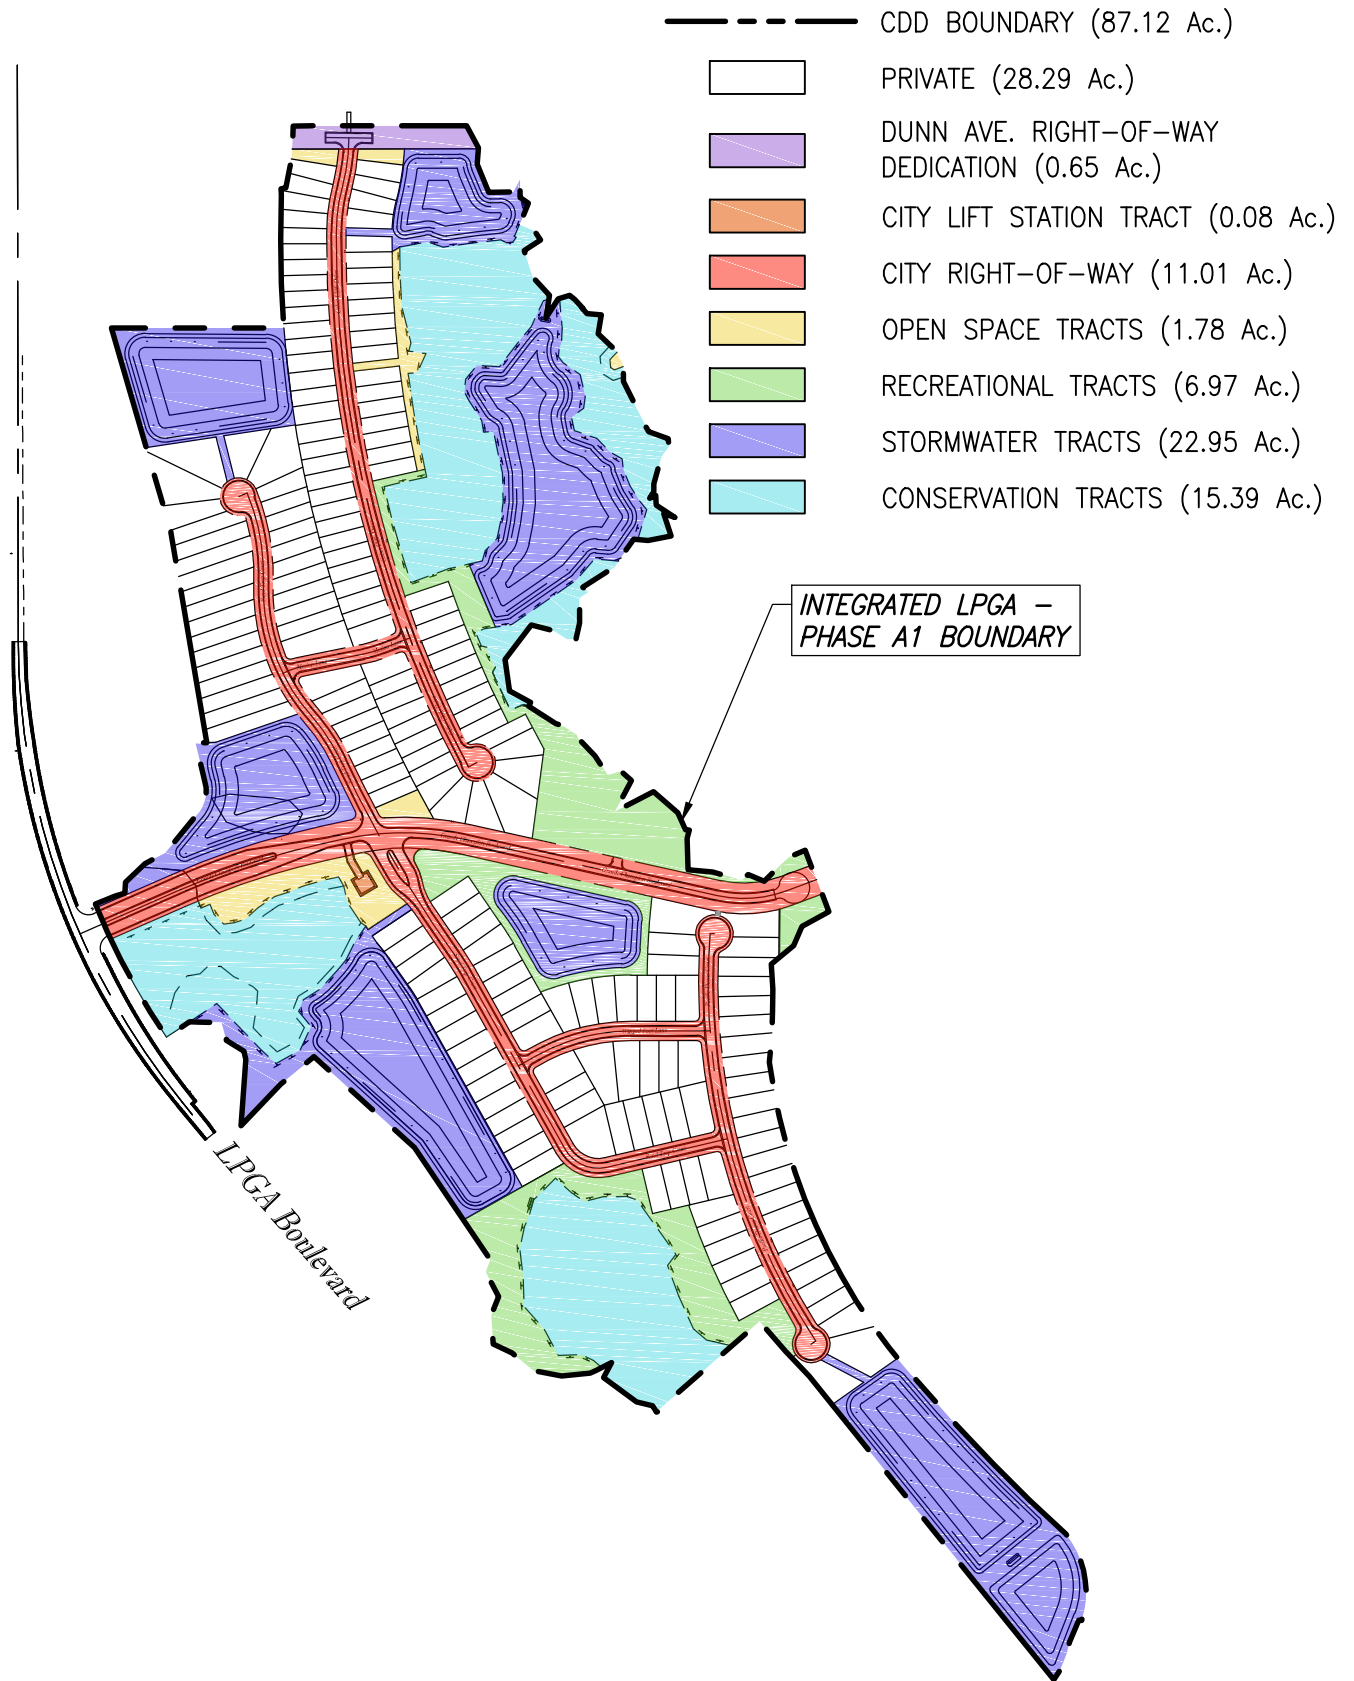 CDD BOUNDARY (87.12 Ac.)
PRIVATE (28.29 Ac.)
DUNN AVE. RIGHT-OF-WAY
DEDICATION (0.65 Ac.)
CITY LIFT STATION TRACT (0.08 Ac.)
CITY RIGHT-OF-WAY (11.01 Ac.)
OPEN SPACE TRACTS (1.78 Ac.)
RECREATIONAL TRACTS (6.97 Ac.)
STORMWATER TRACTS (22.95 Ac.)
CONSERVATION TRACTS (15.39 Ac.)
INTEGRATED LPGA -
PHASE A1 BOUNDARY
LPGA Boulevard